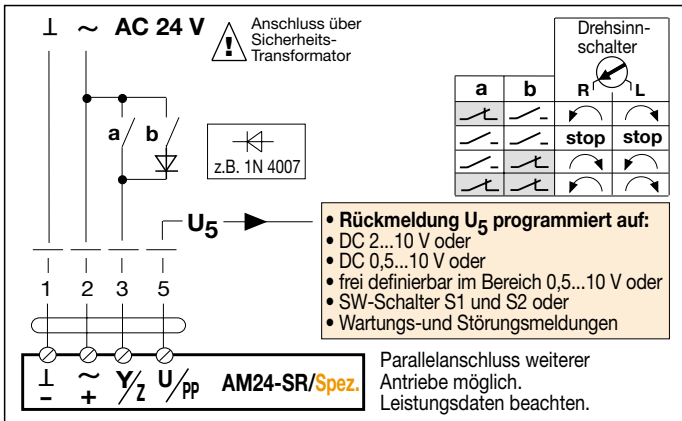 ⊥ ~ AC 24 V
Anschluss über
Sicherheits-
Transformator
Drehsinn-
schalter
R L
a b
stop stop
a b
z.B. 1N 4007
U5
• Rückmeldung U5 programmiert auf:
• DC 2...10 V oder
• DC 0,5...10 V oder
• frei definerbar im Bereich 0,5...10 V oder
• SW-Schalter S1 und S2 oder
• Wartungs-und Störungsmeldungen
1 2 3 5
⊥ ~ Y/Z U/PP AM24-SR/Spez.
- +
Parallelanschluss weiterer
Antriebe möglich.
Leistungsdaten beachten.